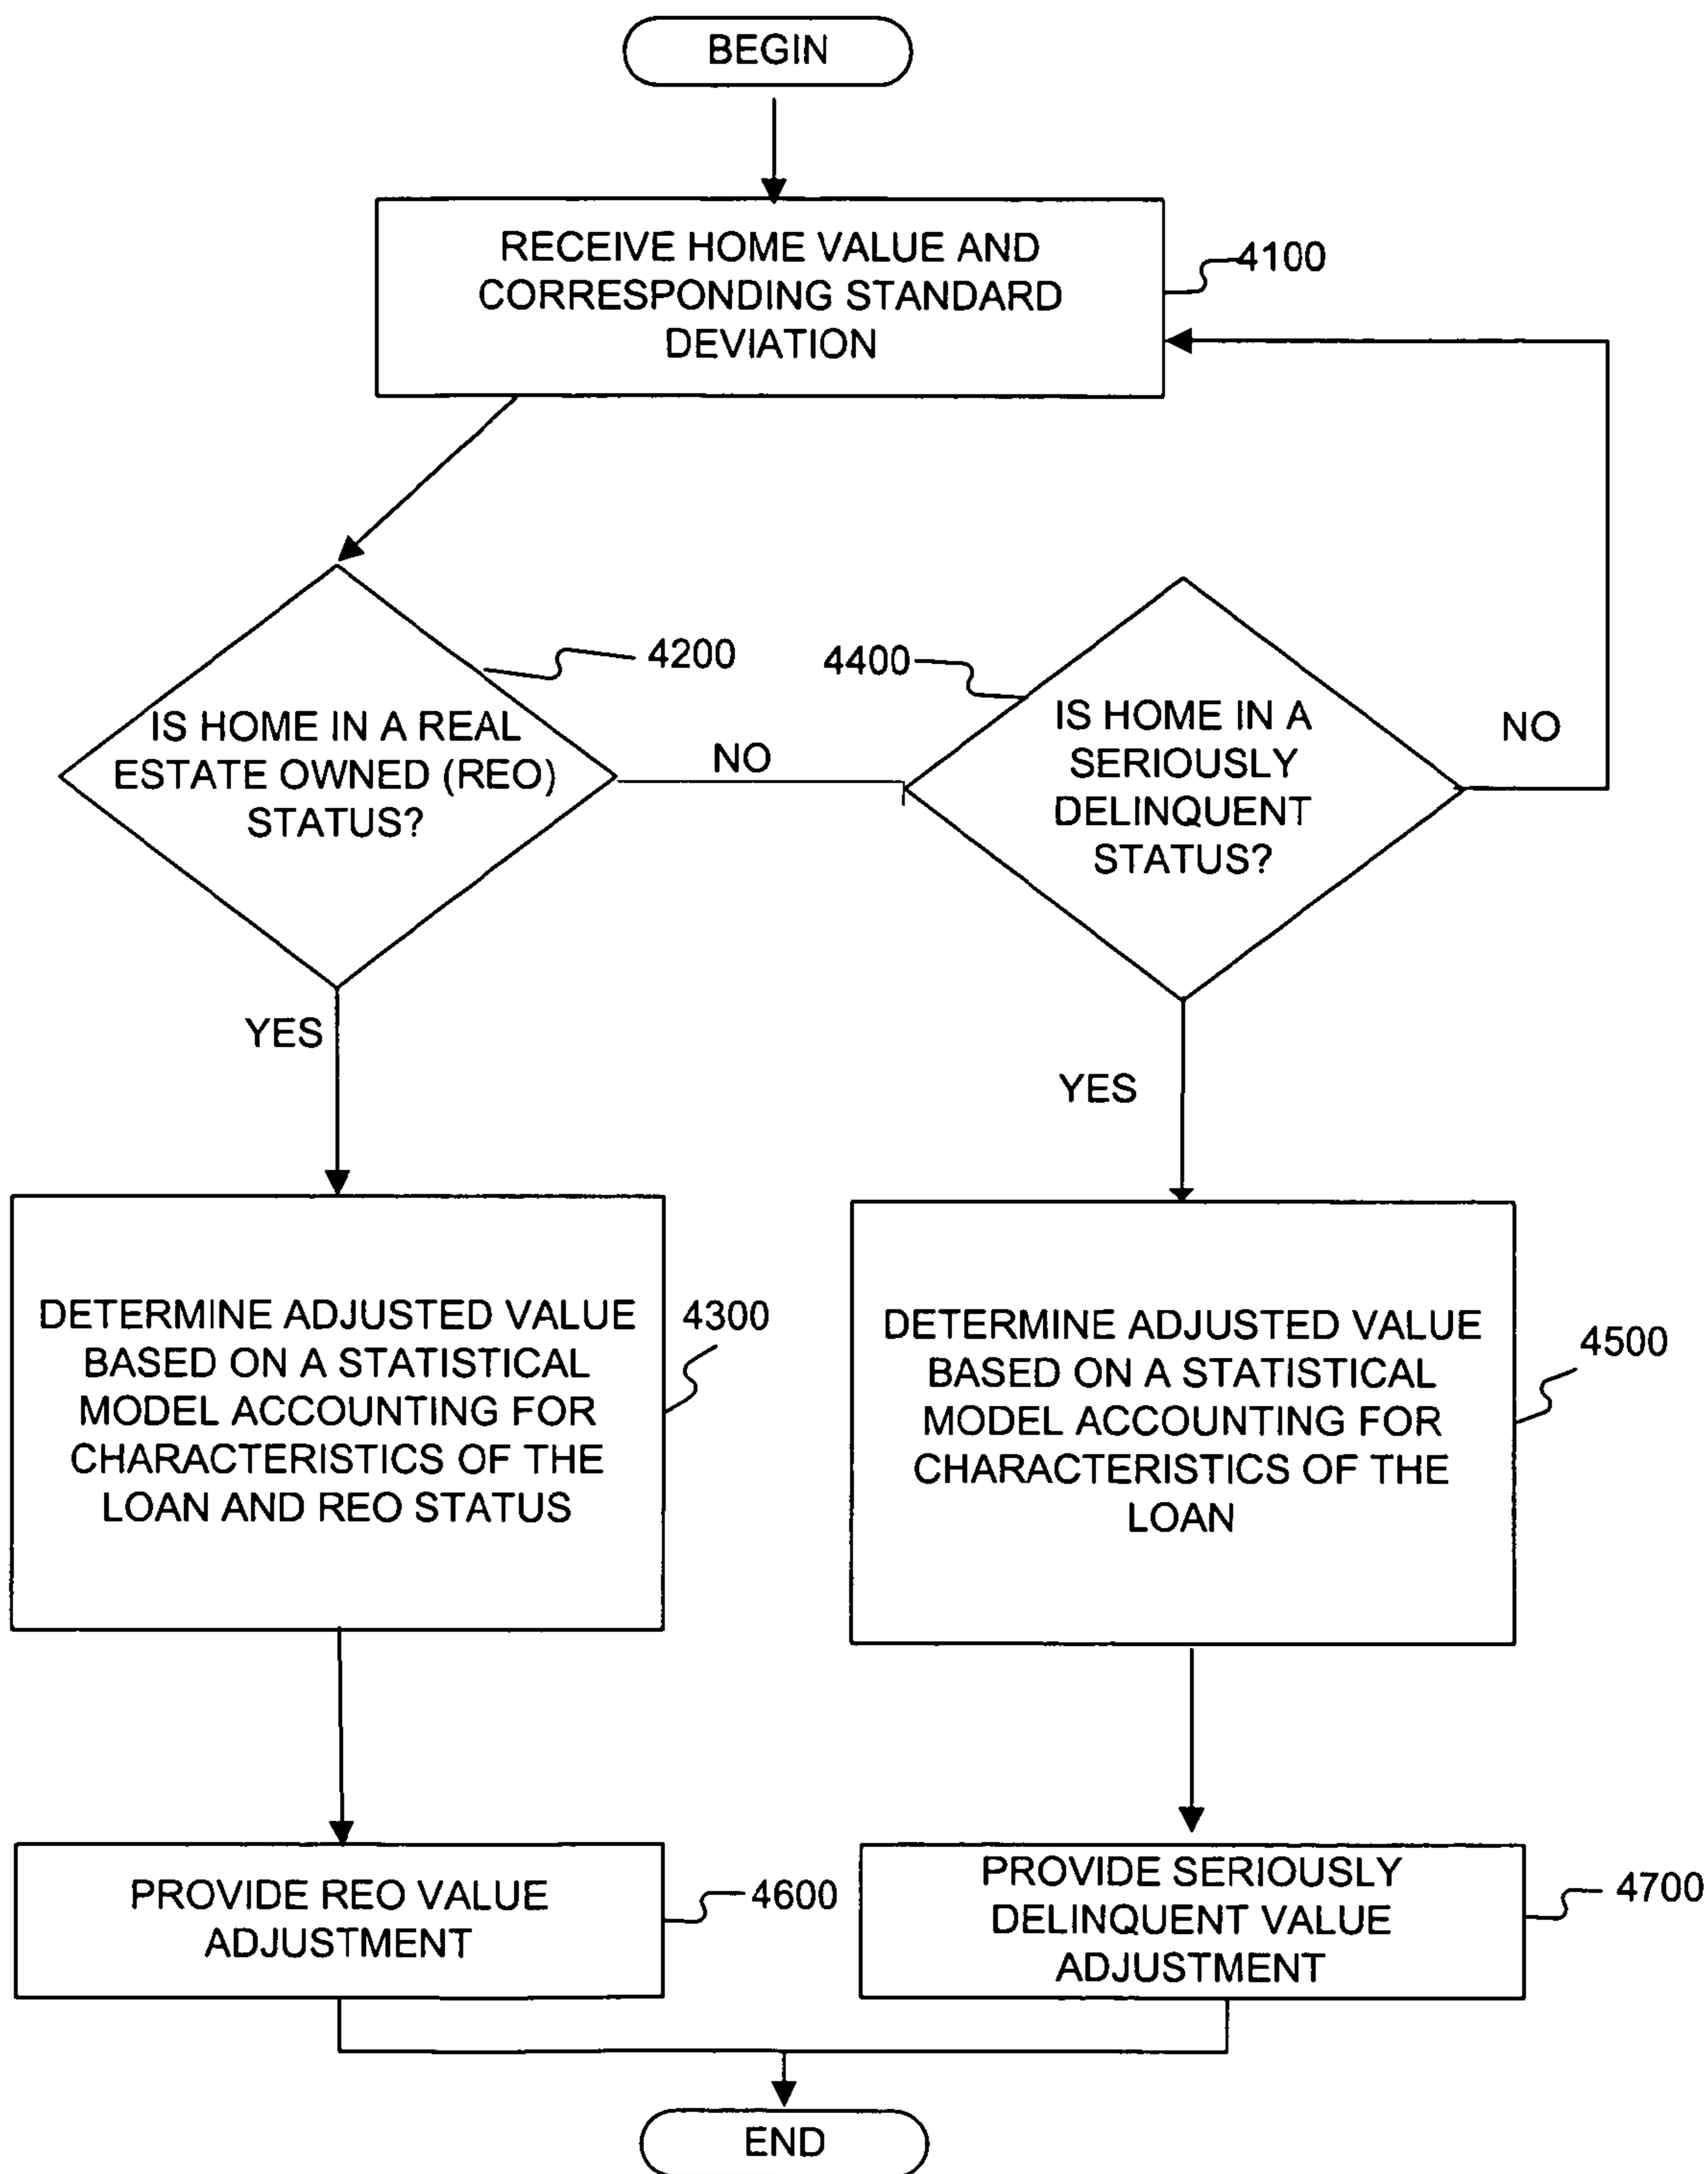 BEGIN
RECEIVE HOME VALUE AND
CORRESPONDING STANDARD
DEVIATION
4100
4200
IS HOME IN A REAL
ESTATE OWNED (REO)
STATUS?
NO
4400
IS HOME IN A
SERIOUSLY
DELINQUENT
STATUS?
NO
YES
YES
DETERMINE ADJUSTED VALUE
BASED ON A STATISTICAL
MODEL ACCOUNTING FOR
CHARACTERISTICS OF THE
LOAN AND REO STATUS
4300
DETERMINE ADJUSTED VALUE
BASED ON A STATISTICAL
MODEL ACCOUNTING FOR
CHARACTERISTICS OF THE
LOAN
4500
PROVIDE REO VALUE
ADJUSTMENT
4600
PROVIDE SERIOUSLY
DELINQUENT VALUE
ADJUSTMENT
4700
END